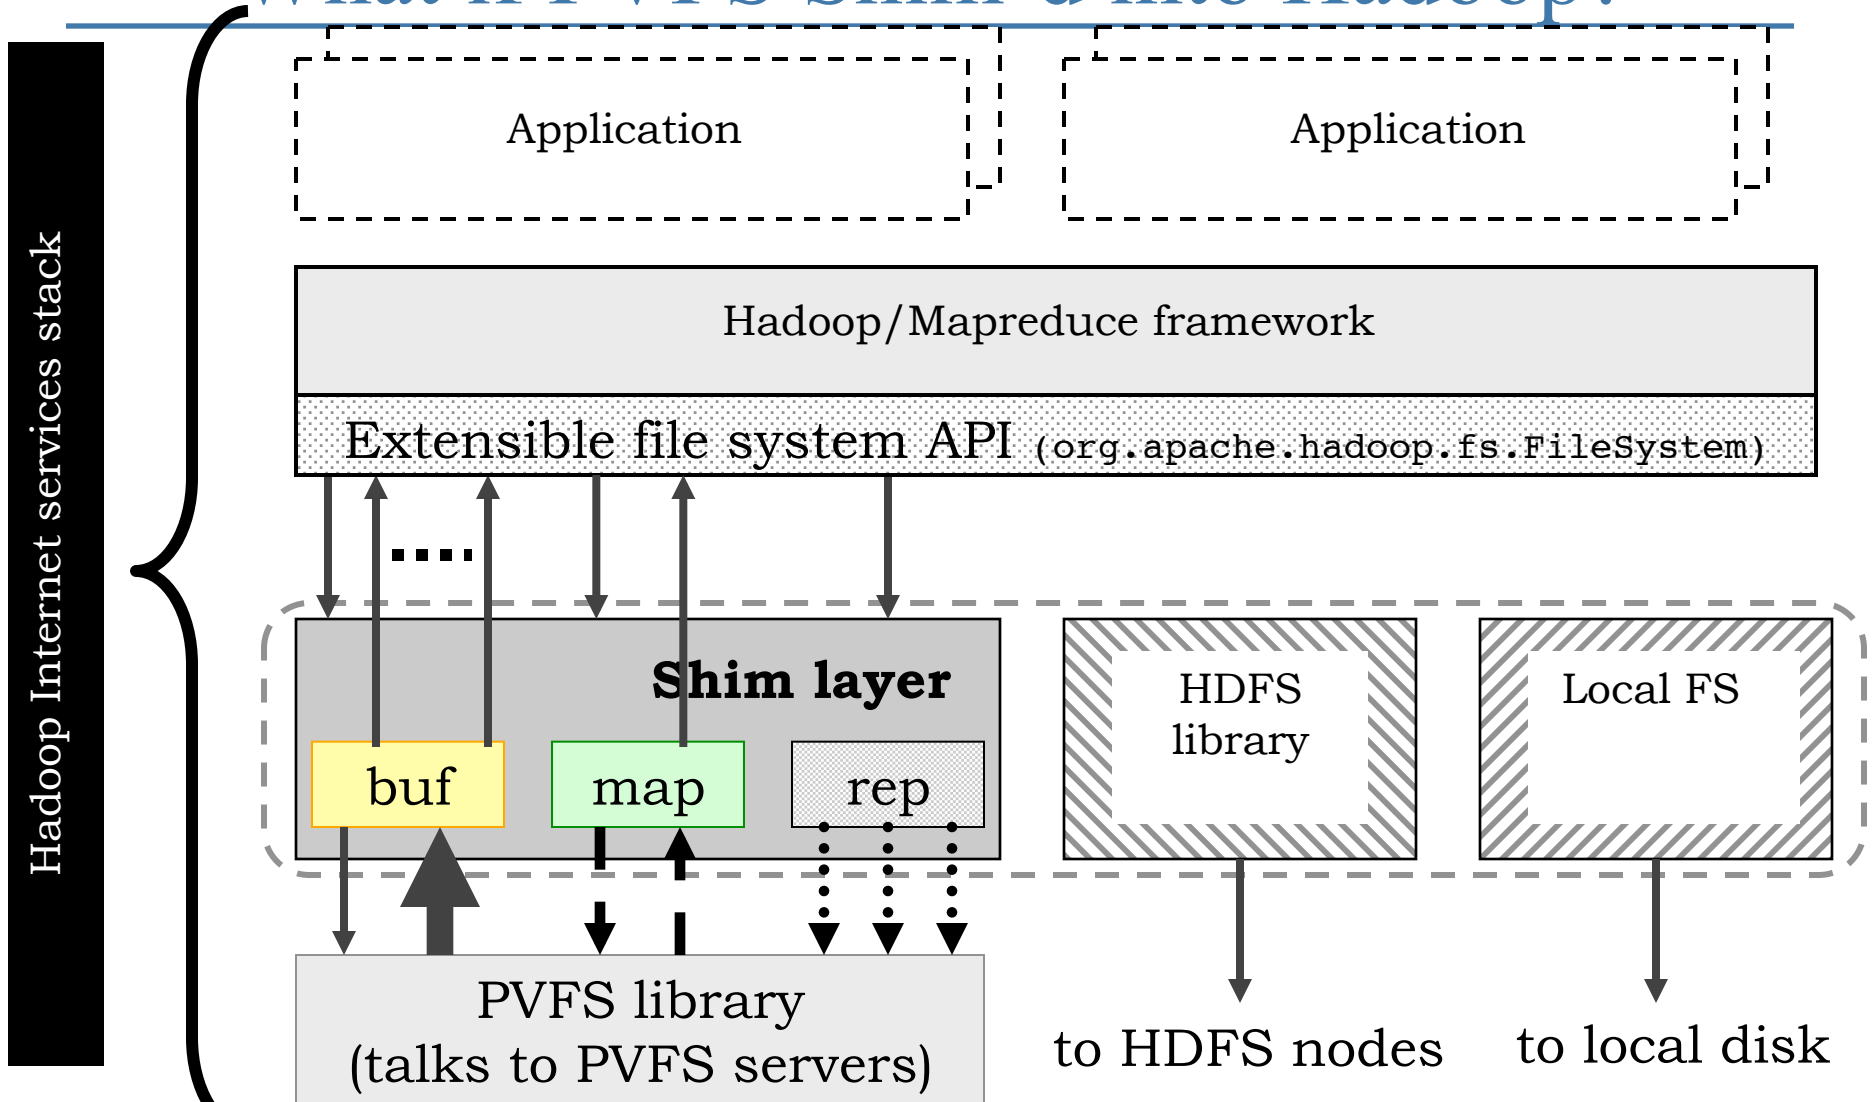 Hadoop Internet services stack
Application
Application
Hadoop/Mapreduce framework
Extensible file system API (org.apache.hadoop.fs.FileSystem)
Shim layer
buf
map
rep
HDFS
library
Local FS
PVFS library
(talks to PVFS servers)
to HDFS nodes
to local disk